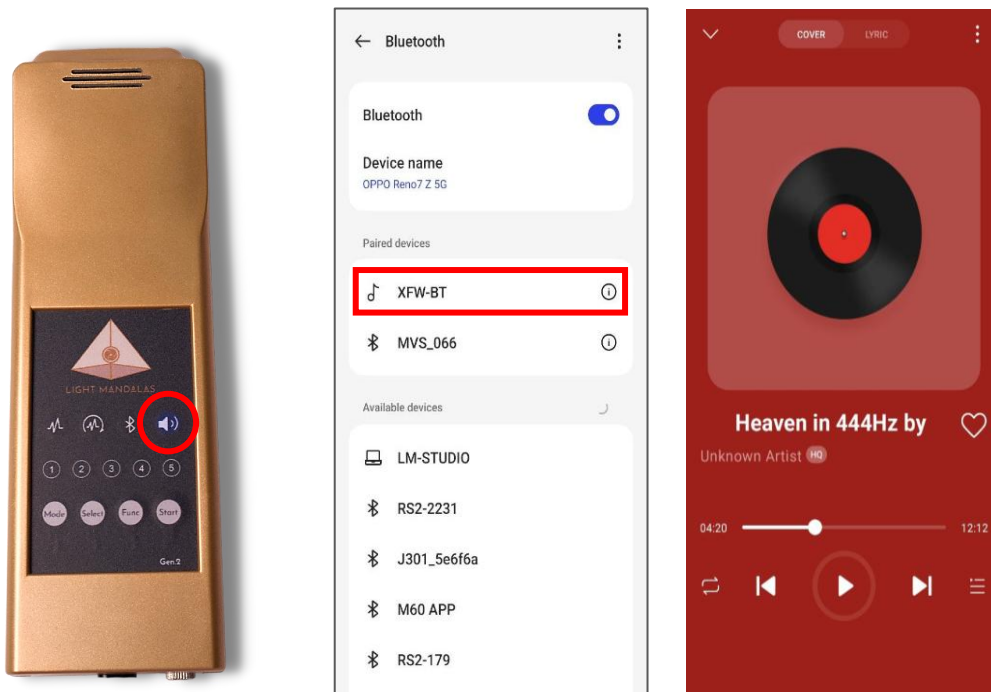 LIGHT MANDALAS
1 2 3 4 5
Mode Select Func Start
Gen.2
Bluetooth
Bluetooth
Device name
OPPO Reno7 Z 5G
Paired devices
XFW-BT
MVS_066
Available devices
LM-STUDIO
RS2-2231
J301_5e6f6a
M60 APP
RS2-179
COVER LYRIC
Heaven in 444Hz by
Unknown Artist HQ
04:20 12:12